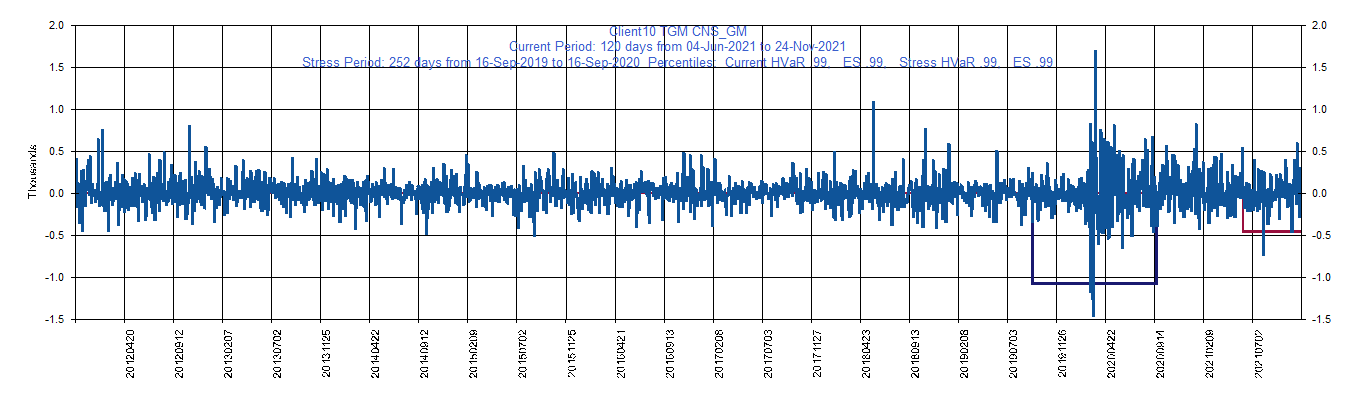 Client10 TGM CNS_GM
Current Period: 120 days from 04-Jun-2021 to 24-Nov-2021
Stress Period: 252 days from 16-Sep-2019 to 16-Sep-2020  Percentiles:  Current HVaR .99,   ES .99,   Stress HVaR .99,   ES .99
2.0 2.0
1.5 1.5
1.0 1.0
0.5 0.5
0.0 0.0
-0.5 -0.5
-1.0 -1.0
-1.5 -1.5
Thousands
20120420 20120912 20130207 20130702 20131125 20140422 20140912 20150209 20150702 20151125 20160421 20160913 20170208 20170703 20171127 20180423 20180913 20190208 20190703 20191126 20200422 20200914 20210209 20210702